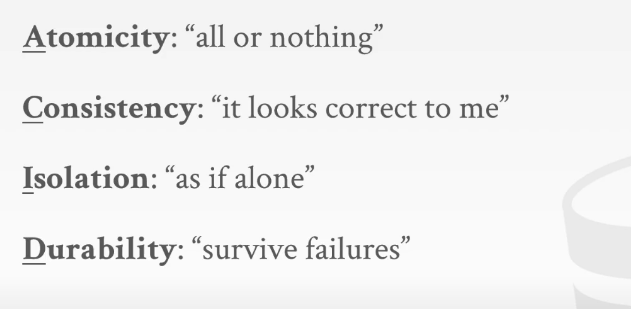 Atomicity: “all or nothing”
Consistency: “it looks correct to me”
Isolation: “as if alone”
Durability: “survive failures”